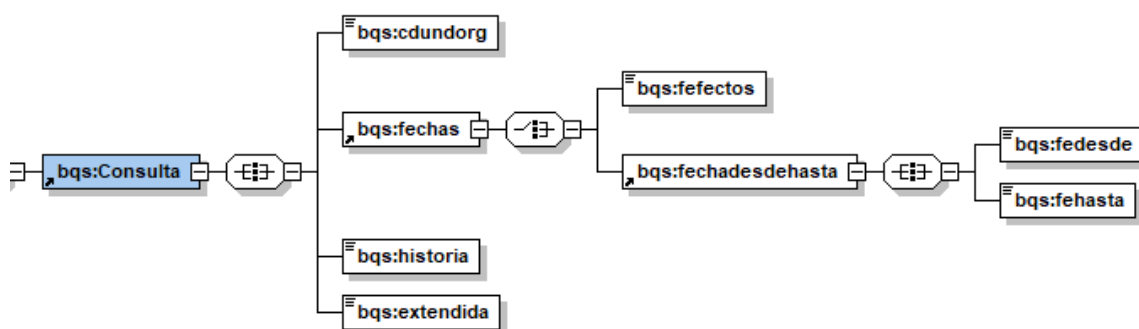 bqs:cdundorg
bqs:fefectos
bqs:fechas
bqs:fedesde
bqs:Consulta
bqs:fechadesdehasta
bqs:fehasta
bqs:historia
bqs:extendida